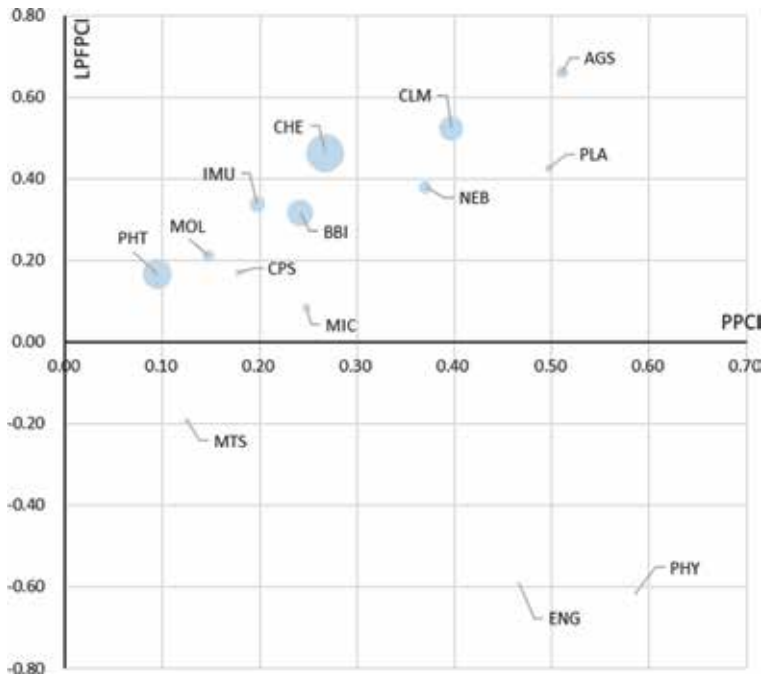 0.80
LPFPCI
AGS
0.60
CLM
CHE
PLA
0.40
IMU
NEB
MOL
BBI
PHT
0.20
CPS
MIC
PPCI
0.00
0.00 0.10 0.20 0.30 0.40 0.50 0.60 0.70
-0.20
MTS
-0.40
PHY
-0.60
ENG
-0.80